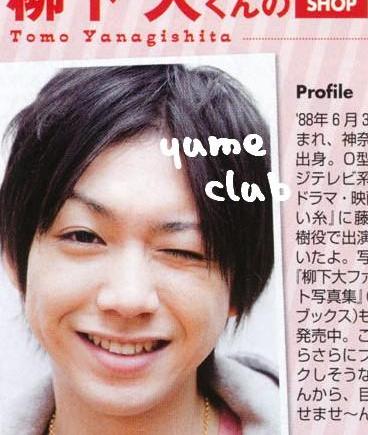 柳下大くんの SHOP
Tomo Yanagishita
yume
club
Profile
'88年6月3
まれ、神奈
出身。O型
ジテレビ系
ドラマ・映画
い糸』に藤
樹役で出演
いたよ。写
『柳下大ファ
ト写真集』(
ブックス)も
発売中。こ
らさらにブ
クしそうな
んから、目
せませ〜ん